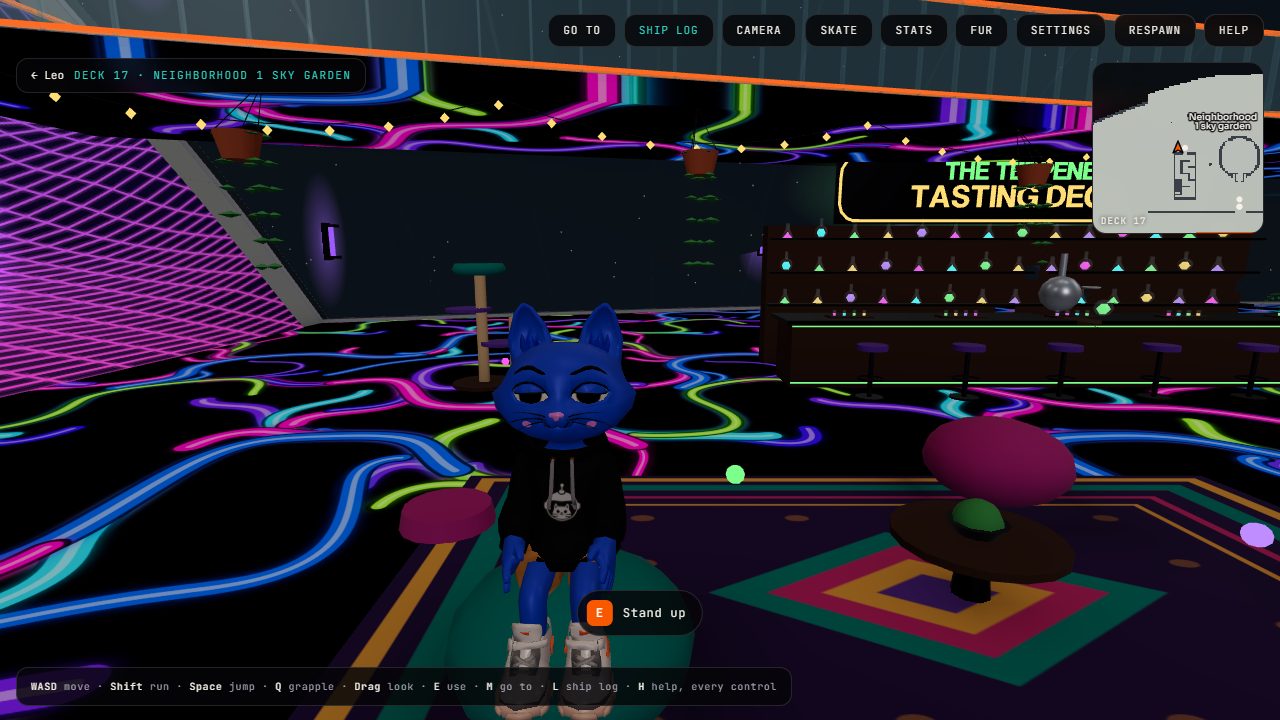 GO TO
SHIP LOG
CAMERA
SKATE
STATS
FUR
SETTINGS
RESPAWN
HELP
← Leo DECK 17 · NEIGHBORHOOD 1 SKY GARDEN
Neighborhood
1 sky garden
DECK 17
THE
TASTING
E Stand up
WASD move · Shift run · Space jump · Q grapple · Drag look · E use · M go to · L ship log · H help, every control